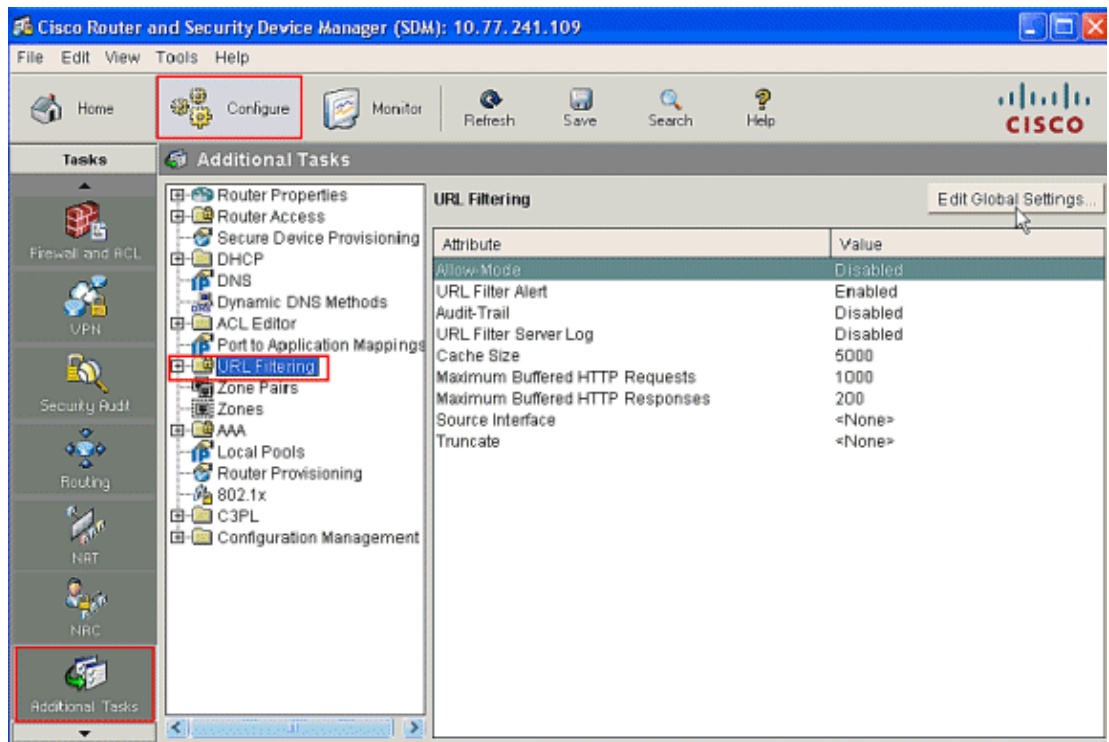 Cisco Router and Security Device Manager (SDM): 10.77.241.109
File Edit View Tools Help
Home Configure Monitor Refresh Save Search Help CISCO
Tasks
Additional Tasks
Firewall and ACL
VPN
Security Audit
Routing
NAT
NAC
Additional Tasks
Router Properties
Router Access
Secure Device Provisioning
DHCP
DNS
Dynamic DNS Methods
ACL Editor
Port to Application Mappings
URL Filtering
Zone Pairs
Zones
AAA
Local Pools
Router Provisioning
802.1x
C3PL
Configuration Management
URL Filtering
Edit Global Settings...
Attribute Value
Allow-Mode Disabled
URL Filter Alert Enabled
Audit-Trail Disabled
URL Filter Server Log Disabled
Cache Size 5000
Maximum Buffered HTTP Requests 1000
Maximum Buffered HTTP Responses 200
Source Interface <None>
Truncate <None>